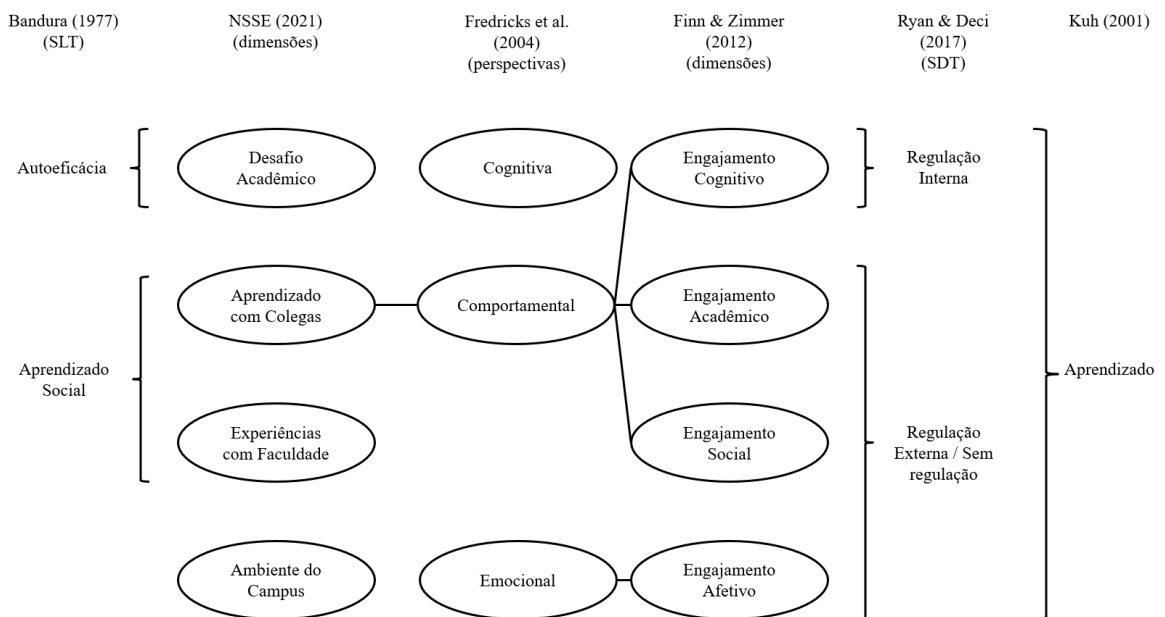 Bandura (1977)
(SLT)
NSSE (2021)
(dimensões)
Fredricks et al.
(2004)
(perspectivas)
Finn & Zimmer
(2012)
(dimensões)
Ryan & Deci
(2017)
(SDT)
Kuh (2001)
Autoeficácia
Desafio
Acadêmico
Cognitiva
Engajamento
Cognitivo
Regulação
Interna
Aprendizado
com Colegas
Comportamental
Engajamento
Acadêmico
Aprendizado
Social
Aprendizado
Experiências
com Faculdade
Engajamento
Social
Regulação
Externa / Sem
regulação
Ambiente do
Campus
Emocional
Engajamento
Afetivo